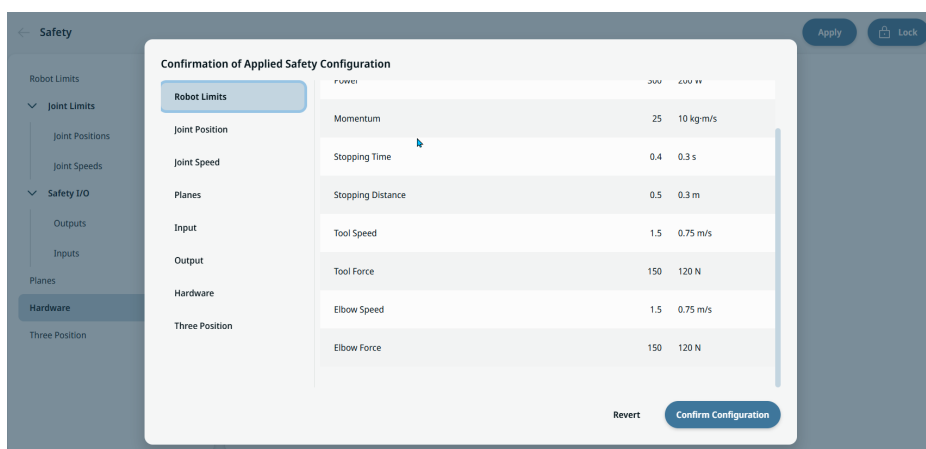 Safety
Apply
Lock
Robot Limits
Joint Limits
Joint Positions
Joint Speeds
Safety I/O
Outputs
Inputs
Planes
Hardware
Three Position
Confirmation of Applied Safety Configuration
Robot Limits
Joint Position
Joint Speed
Planes
Input
Output
Hardware
Three Position
Power 300 200 W
Momentum 25 10 kg·m/s
Stopping Time 0.4 0.3 s
Stopping Distance 0.5 0.3 m
Tool Speed 1.5 0.75 m/s
Tool Force 150 120 N
Elbow Speed 1.5 0.75 m/s
Elbow Force 150 120 N
Revert
Confirm Configuration